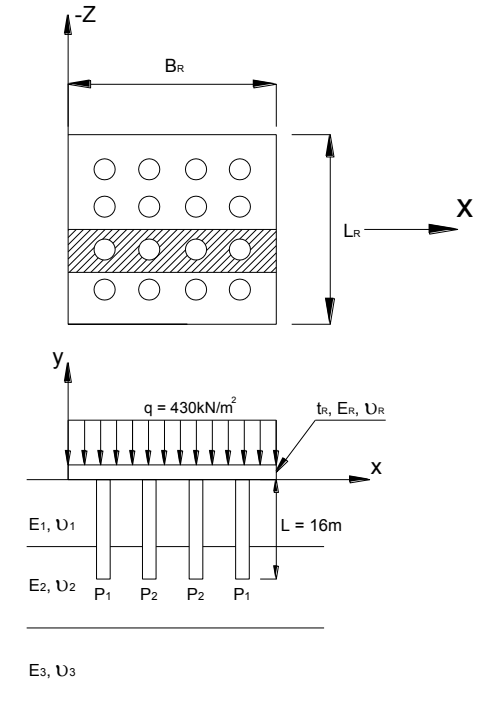 -Z
BR
X
LR
y
q = 430kN/m²
tR, ER, υR
X
E1, υ1
L = 16m
E2, υ2
P1 P2 P2 P1
E3, υ3